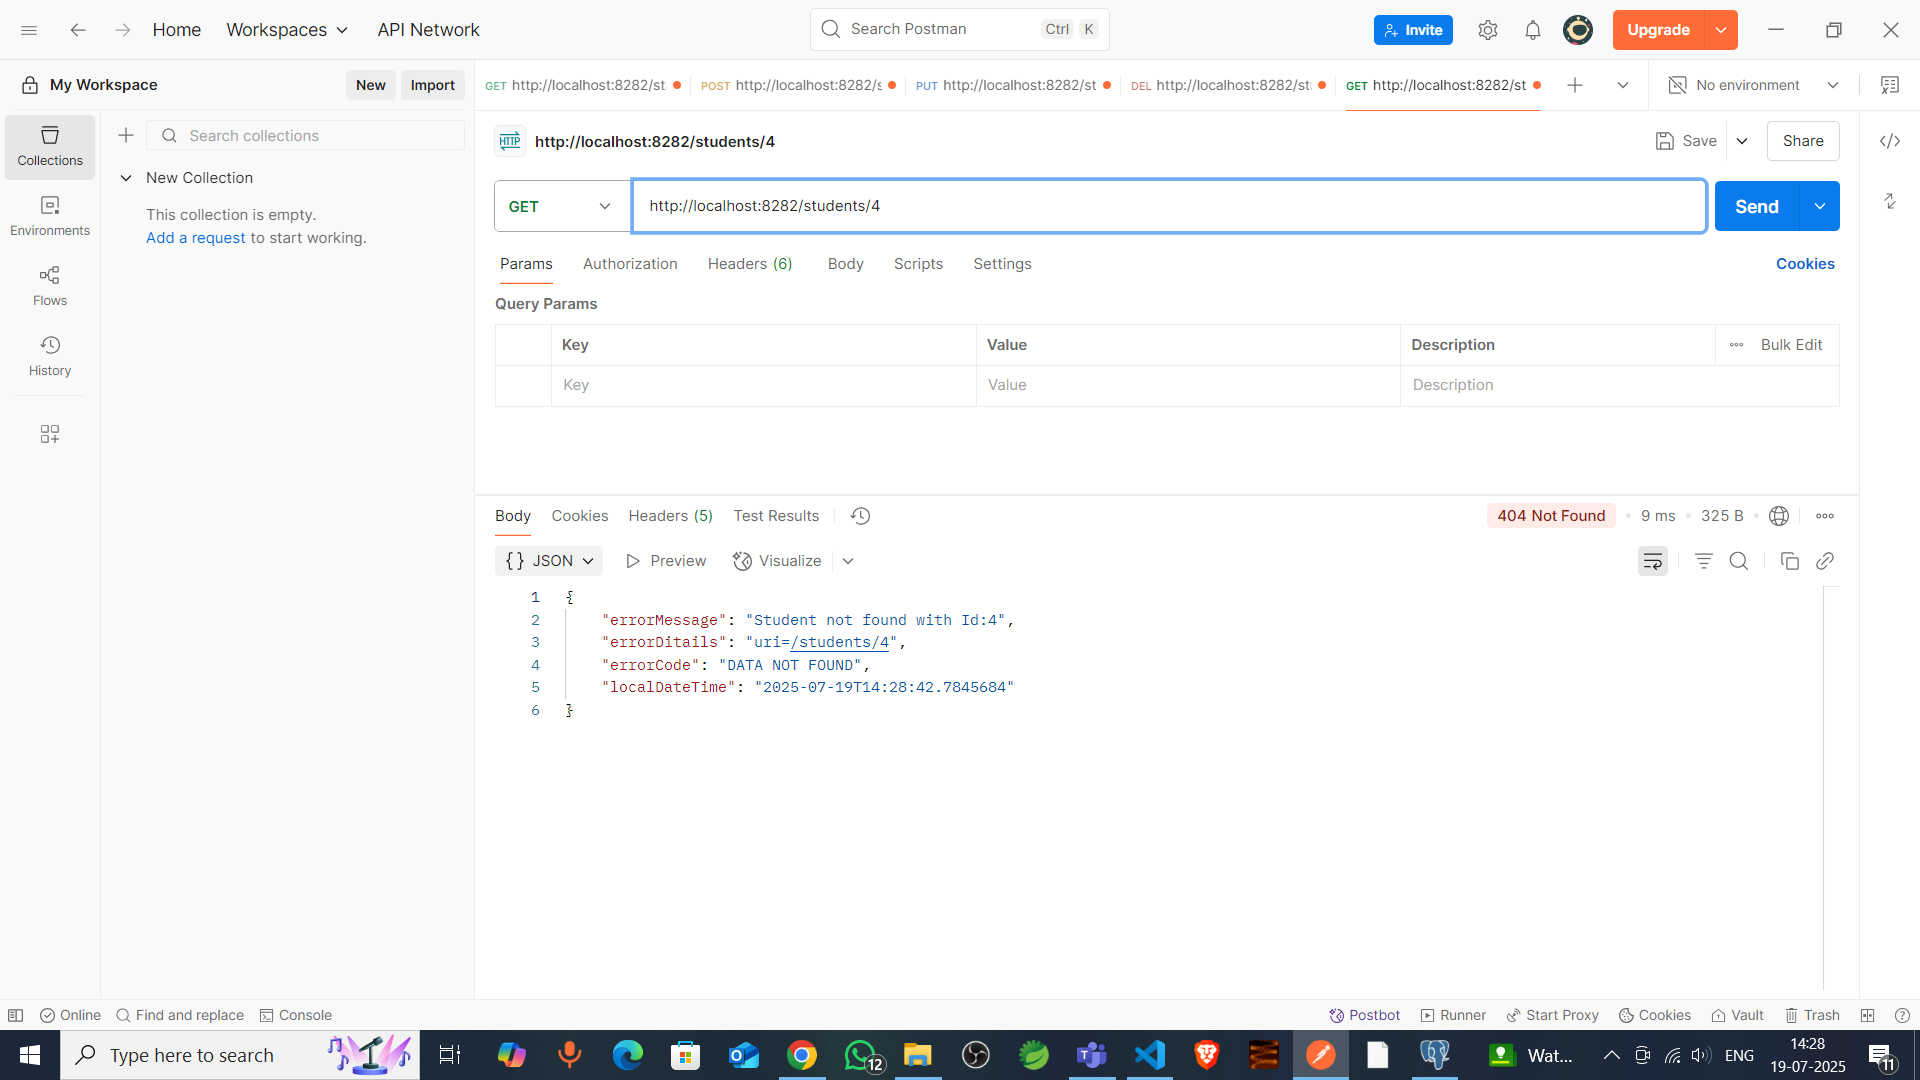 Home
Workspaces
API Network
Search Postman
Ctrl
K
Invite
Upgrade
My Workspace
New
Import
GET http://localhost:8282/st
POST http://localhost:8282/s
PUT http://localhost:8282/st
DEL http://localhost:8282/st
GET http://localhost:8282/st
No environment
Collections
Environments
Flows
History
Search collections
New Collection
This collection is empty.
Add a request to start working.
HTTP
http://localhost:8282/students/4
Save
Share
GET
http://localhost:8282/students/4
Send
Params
Authorization
Headers (6)
Body
Scripts
Settings
Cookies
Query Params
Key
Value
Description
Bulk Edit
Key
Value
Description
Body
Cookies
Headers (5)
Test Results
404 Not Found
9 ms
325 B
{} JSON
Preview
Visualize
1 {
2 "errorMessage": "Student not found with Id:4",
3 "errorDitails": "uri=/students/4",
4 "errorCode": "DATA NOT FOUND",
5 "localDateTime": "2025-07-19T14:28:42.7845684"
6 }
Online
Find and replace
Console
Postbot
Runner
Start Proxy
Cookies
Vault
Trash
Type here to search
12
Wat...
ENG
14:28
19-07-2025
11